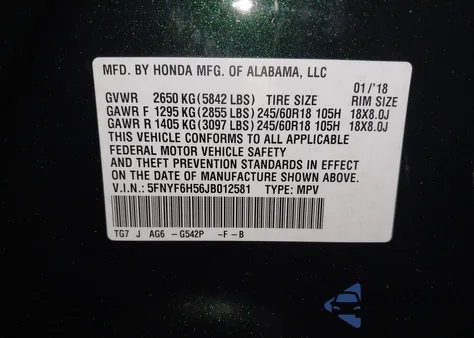 MFD. BY HONDA MFG. OF ALABAMA, LLC
01/'18
GVWR 2650 KG(5842 LBS) TIRE SIZE RIM SIZE
GAWR F 1295 KG(2855 LBS)245/60R18 105H 18X8.0J
GAWR R 1405 KG(3097 LBS)245/60R18 105H 18X8.0J
THIS VEHICLE CONFORMS TO ALL APPLICABLE
FEDERAL MOTOR VEHICLE SAFETY
AND THEFT PREVENTION STANDARDS IN EFFECT
ON THE DATE OF MANUFACTURE SHOWN ABOVE.
V.I.N.: 5FNYF6H56JB012581 TYPE: MPV
TG7 J AG6 -G542P -F -B